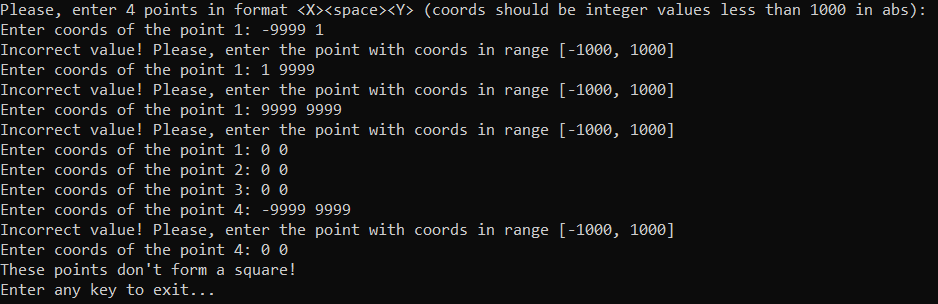 Please, enter 4 points in format <X><space><Y> (coords should be integer values less than 1000 in abs):
Enter coords of the point 1: -9999 1
Incorrect value! Please, enter the point with coords in range [-1000, 1000]
Enter coords of the point 1: 1 9999
Incorrect value! Please, enter the point with coords in range [-1000, 1000]
Enter coords of the point 1: 9999 9999
Incorrect value! Please, enter the point with coords in range [-1000, 1000]
Enter coords of the point 1: 0 0
Enter coords of the point 2: 0 0
Enter coords of the point 3: 0 0
Enter coords of the point 4: -9999 9999
Incorrect value! Please, enter the point with coords in range [-1000, 1000]
Enter coords of the point 4: 0 0
These points don't form a square!
Enter any key to exit...